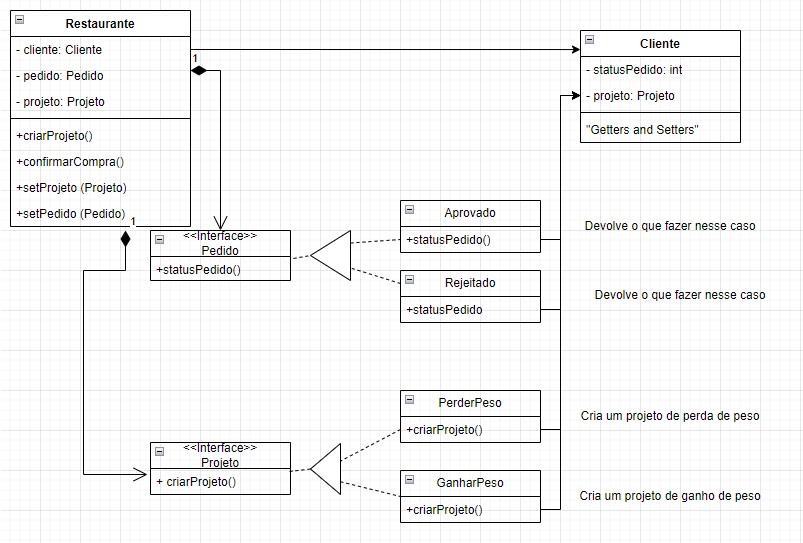 Restaurante
- cliente: Cliente
- pedido: Pedido
- projeto: Projeto
+criarProjeto()
+confirmarCompra()
+setProjeto (Projeto)
+setPedido (Pedido)
1
1
Cliente
- statusPedido: int
- projeto: Projeto
"Getters and Setters"
<<Interface>>
Pedido
+statusPedido()
Aprovado
+statusPedido()
Devolve o que fazer nesse caso
Rejeitado
+statusPedido
Devolve o que fazer nesse caso
<<Interface>>
Projeto
+ criarProjeto()
PerderPeso
+criarProjeto()
Cria um projeto de perda de peso
GanharPeso
+criarProjeto()
Cria um projeto de ganho de peso